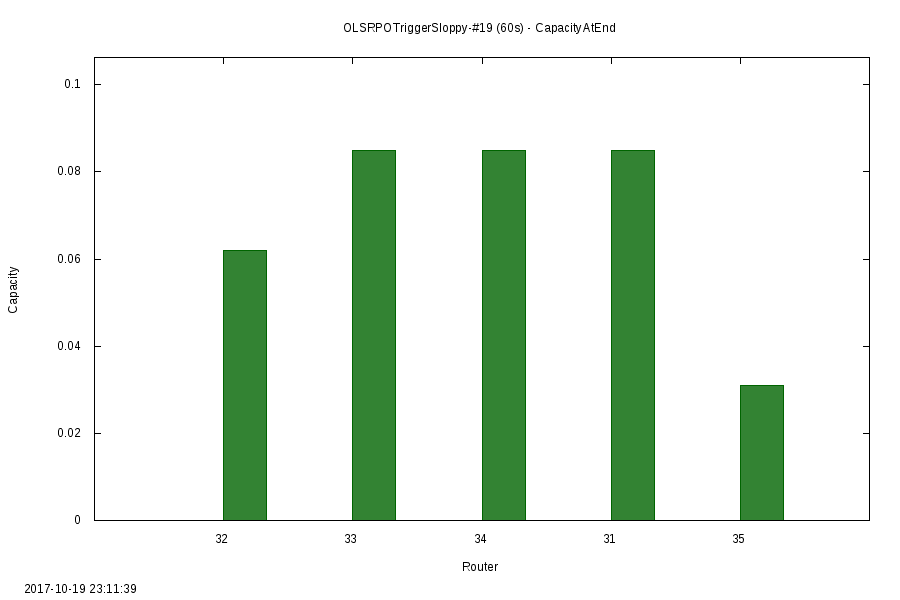 OLSRPOTriggerSloppy-#19 (60s) - CapacityAtEnd
0.1
0.08
0.06
0.04
0.02
0
Capacity
32 33 34 31 35
Router
2017-10-19 23:11:39